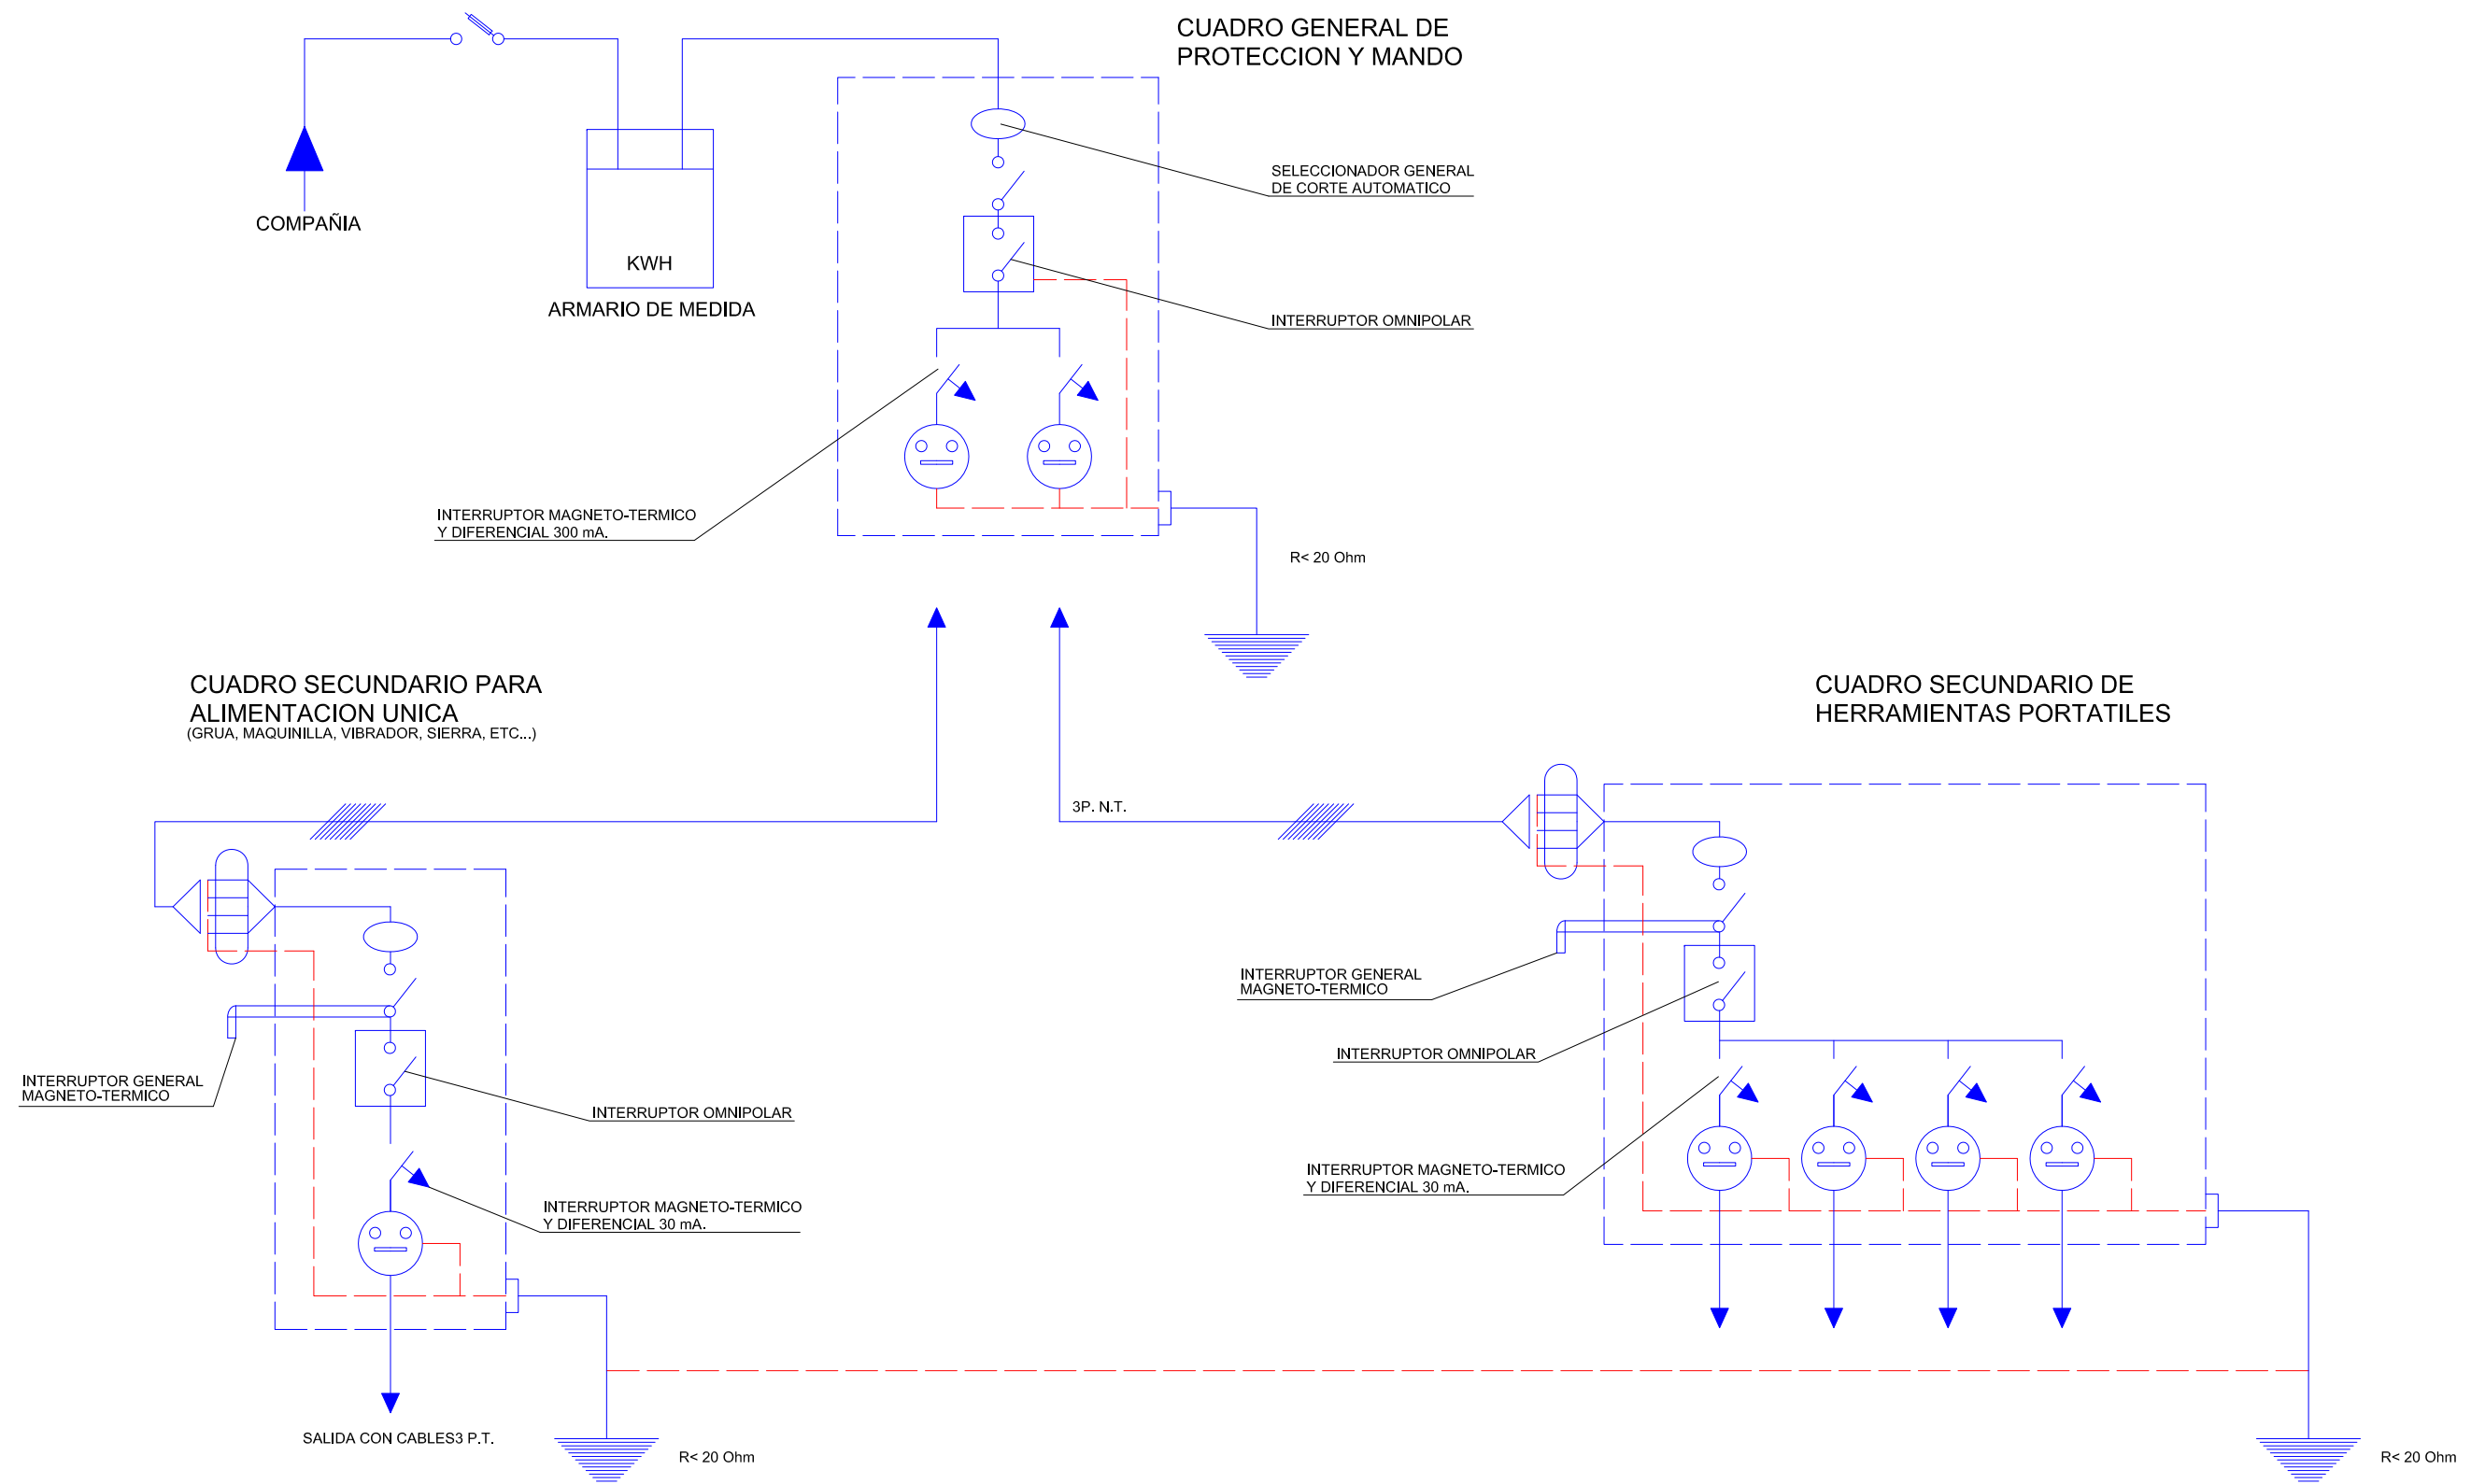 CUADRO GENERAL DE
PROTECCION Y MANDO
SELECCIONADOR GENERAL
DE CORTE AUTOMATICO
COMPAÑIA
KWH
ARMARIO DE MEDIDA
INTERRUPTOR OMNIPOLAR
INTERRUPTOR MAGNETO-TERMICO
Y DIFERENCIAL 300 mA.
R< 20 Ohm
CUADRO SECUNDARIO PARA
ALIMENTACION UNICA
(GRUA, MAQUINILLA, VIBRADOR, SIERRA, ETC...)
CUADRO SECUNDARIO DE
HERRAMIENTAS PORTATILES
3P. N.T.
INTERRUPTOR GENERAL
MAGNETO-TERMICO
INTERRUPTOR OMNIPOLAR
INTERRUPTOR GENERAL
MAGNETO-TERMICO
INTERRUPTOR OMNIPOLAR
INTERRUPTOR MAGNETO-TERMICO
Y DIFERENCIAL 30 mA.
INTERRUPTOR MAGNETO-TERMICO
Y DIFERENCIAL 30 mA.
SALIDA CON CABLES3 P.T.
R< 20 Ohm
R< 20 Ohm